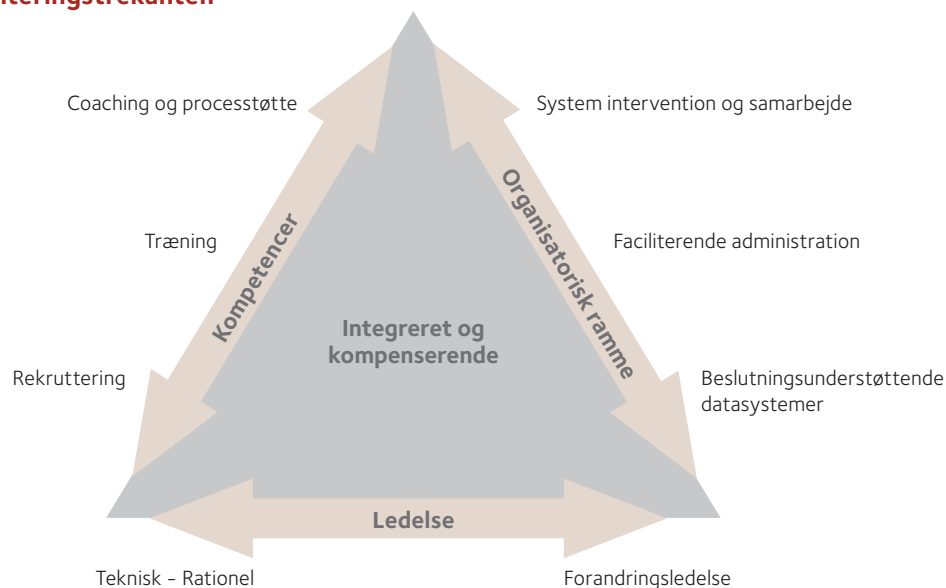 Coaching og processtøtte
System intervention og samarbejde
Træning
Kompetencer
Organisatorisk ramme
Faciliterende administration
Integreret og
kompenserende
Rekruttering
Beslutningsunderstøttende
datasystemer
Ledelse
Teknisk – Rationel
Forandringsledelse